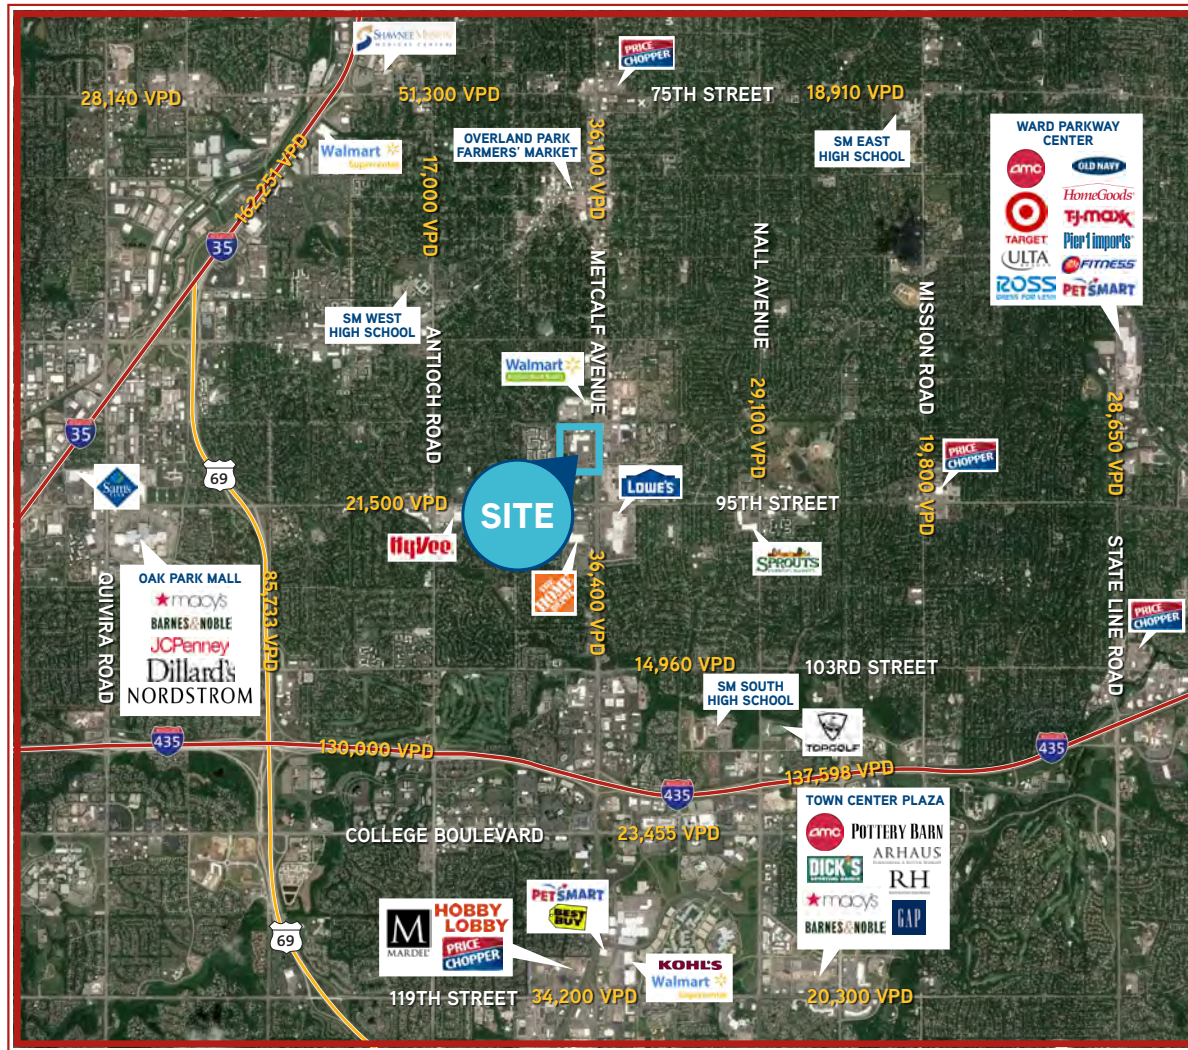 SHAWNEE MISSION
MEDICAL CENTER
PRICE
CHOPPER
28,140 VPD
51,300 VPD
75TH STREET
18,910 VPD
162,251 VPD
Walmart
Supercenter
17,000 VPD
OVERLAND PARK
FARMERS' MARKET
36,100 VPD
SM EAST
HIGH SCHOOL
WARD PARKWAY
CENTER
amc
OLD NAVY
HomeGoods
TARGET
T·J·maxx
Pier 1 imports
ULTA
FITNESS
ROSS
DRESS FOR LESS
PETSMART
35
SM WEST
HIGH SCHOOL
ANTIOCH ROAD
METCALF AVENUE
NALL AVENUE
MISSION ROAD
Walmart
29,100 VPD
28,650 VPD
35
69
Sam's
CLUB
21,500 VPD
SITE
LOWE'S
95TH STREET
19,800 VPD
PRICE
CHOPPER
HyVee
THE
HOME
DEPOT
36,400 VPD
SPROUTS
FARMERS MARKET
QUIVIRA ROAD
OAK PARK MALL
macy's
BARNES&NOBLE
JCPenney
Dillard's
NORDSTROM
85,733 VPD
STATE LINE ROAD
PRICE
CHOPPER
14,960 VPD
103RD STREET
SM SOUTH
HIGH SCHOOL
TOPGOLF
435
130,000 VPD
435
137,598 VPD
435
COLLEGE BOULEVARD
23,455 VPD
TOWN CENTER PLAZA
amc
POTTERY BARN
DICK'S
SPORTING GOODS
ARHAUS
RH
macy's
BARNES&NOBLE
GAP
69
M
MARDEL
HOBBY
LOBBY
PRICE
CHOPPER
PETSMART
BEST
BUY
KOHL'S
Walmart
Supercenter
119TH STREET
34,200 VPD
20,300 VPD